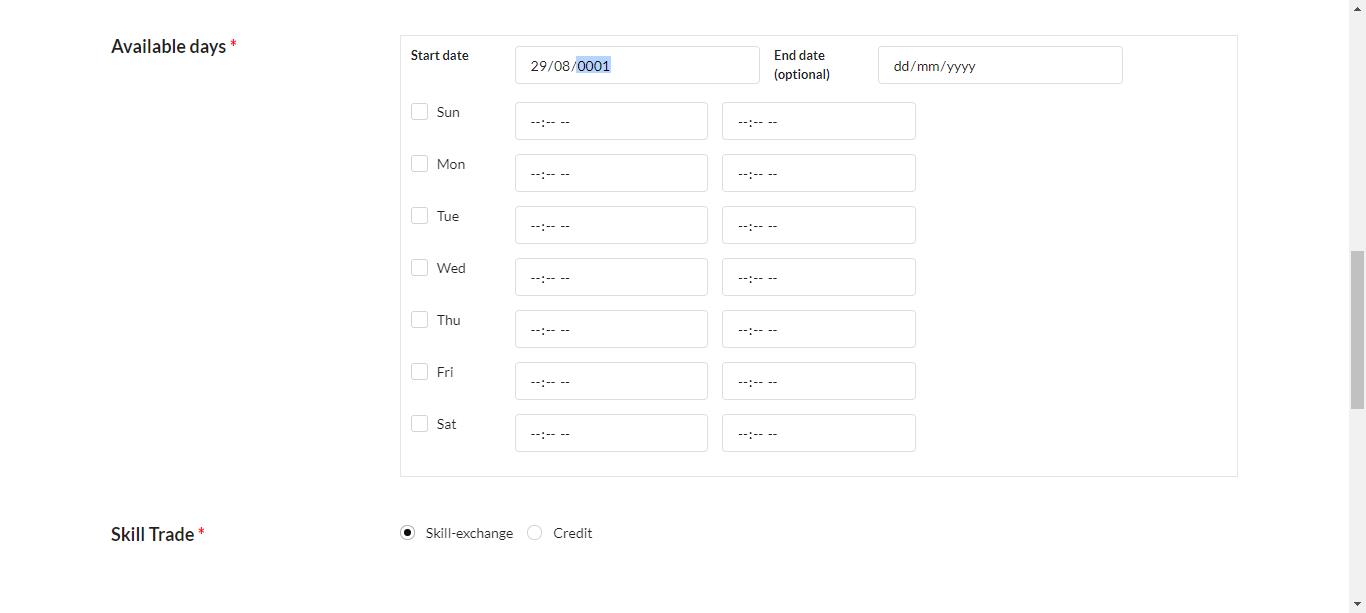 Available days *
Start date 29/08/0001 End date (optional) dd/mm/yyyy
Sun --:-- -- --:-- --
Mon --:-- -- --:-- --
Tue --:-- -- --:-- --
Wed --:-- -- --:-- --
Thu --:-- -- --:-- --
Fri --:-- -- --:-- --
Sat --:-- -- --:-- --
Skill Trade * Skill-exchange Credit